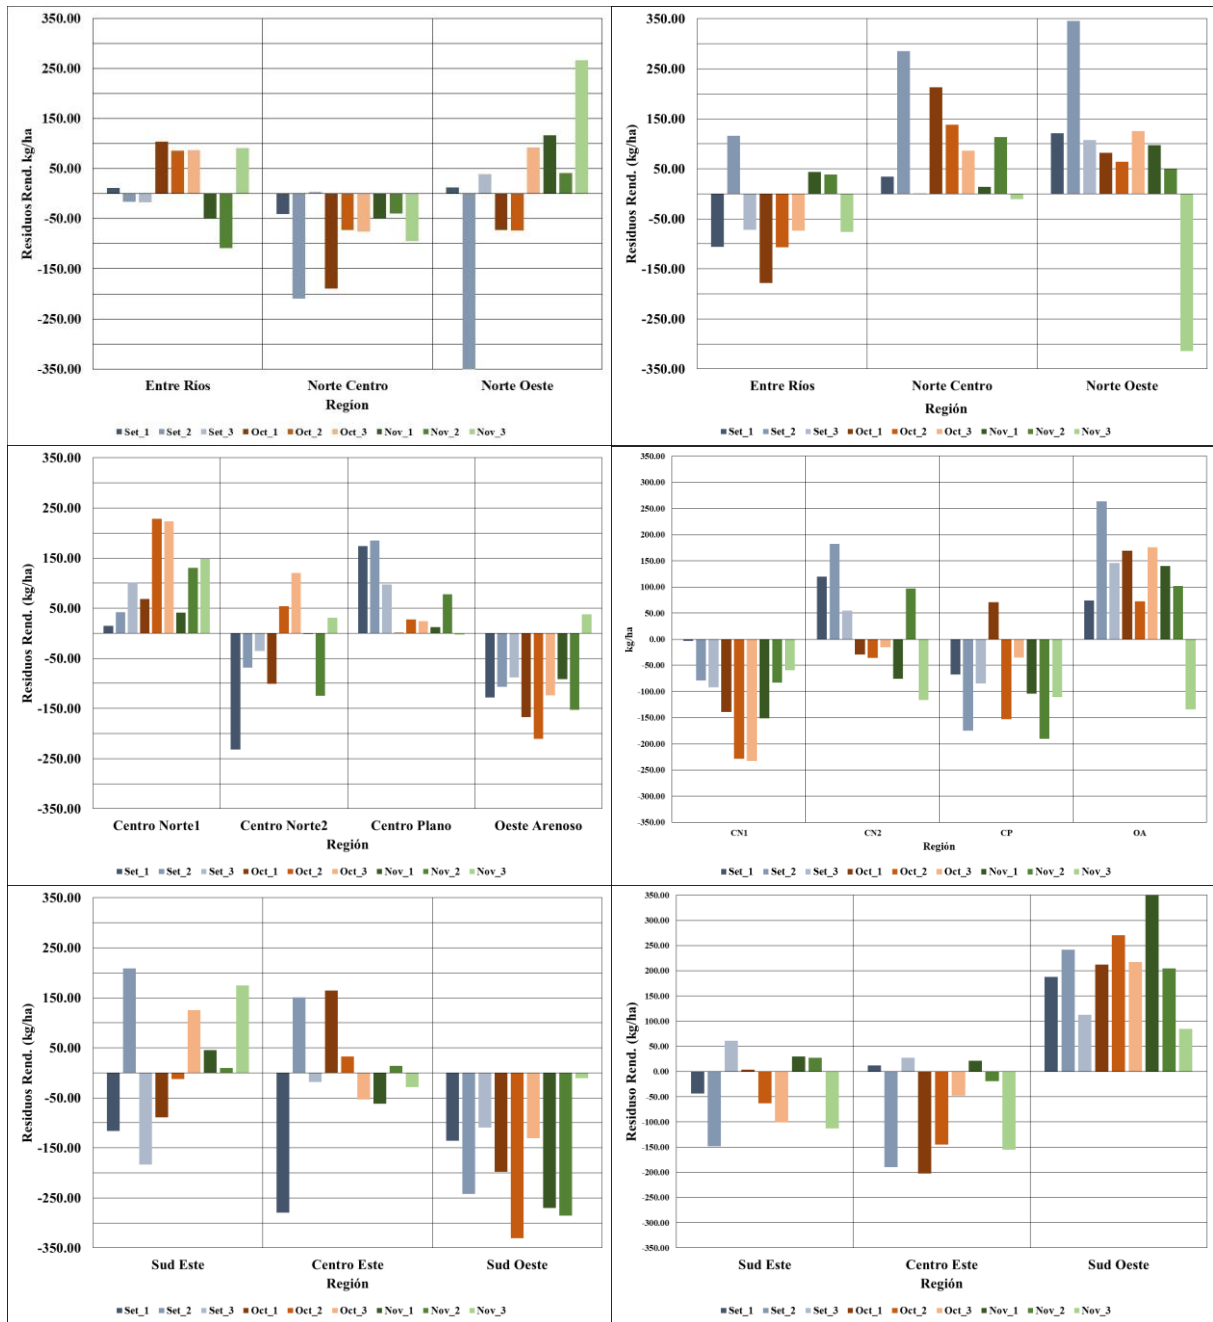 350.00
250.00
150.00
50.00
-50.00
-150.00
-250.00
-350.00
Residuos Rend. kg/ha
Entre Ríos Norte Centro Norte Oeste
Regíon
Set_1 Set_2 Set_3 Oct_1 Oct_2 Oct_3 Nov_1 Nov_2 Nov_3
350.00
250.00
150.00
50.00
-50.00
-150.00
-250.00
-350.00
Residuos Rend. (kg/ha)
Entre Ríos Norte Centro Norte Oeste
Región
Set_1 Set_2 Set_3 Oct_1 Oct_2 Oct_3 Nov_1 Nov_2 Nov_3
350.00
250.00
150.00
50.00
-50.00
-150.00
-250.00
-350.00
Residuos Rend. (kg/ha)
Centro Norte1 Centro Norte2 Centro Plano Oeste Arenoso
Región
Set_1 Set_2 Set_3 Oct_1 Oct_2 Oct_3 Nov_1 Nov_2 Nov_3
350.00
300.00
250.00
200.00
150.00
100.00
50.00
0.00
-50.00
-100.00
-150.00
-200.00
-250.00
-300.00
-350.00
kg/ha
CN1 CN2 CP OA
Región
Set_1 Set_2 Set_3 Oct_1 Oct_2 Oct_3 Nov_1 Nov_2 Nov_3
350.00
250.00
150.00
50.00
-50.00
-150.00
-250.00
-350.00
Residuos Rend. (kg/ha)
Sud Este Centro Este Sud Oeste
Región
Set_1 Set_2 Set_3 Oct_1 Oct_2 Oct_3 Nov_1 Nov_2 Nov_3
350.00
300.00
250.00
200.00
150.00
100.00
50.00
0.00
-50.00
-100.00
-150.00
-200.00
-250.00
-300.00
-350.00
Residuso Rend. (kg/ha)
Sud Este Centro Este Sud Oeste
Región
Set_1 Set_2 Set_3 Oct_1 Oct_2 Oct_3 Nov_1 Nov_2 Nov_3